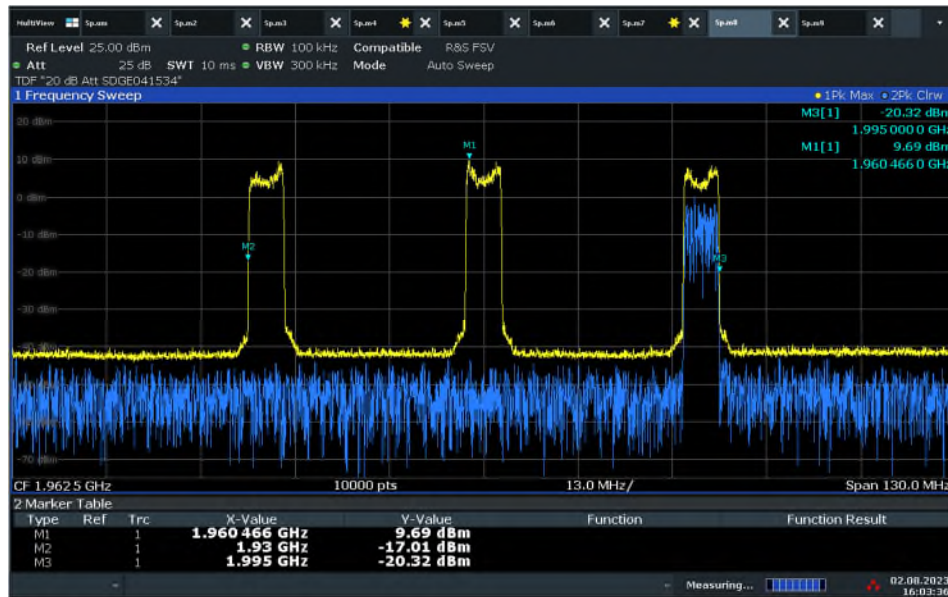 MultiView Sp.um Sp.m2 Sp.m3 Sp.m4 Sp.m5 Sp.m6 Sp.m7 Sp.m8 Sp.m9
Ref Level 25.00 dBm RBW 100 kHz Compatible R&S FSV
Att 25 dB SWT 10 ms VBW 300 kHz Mode Auto Sweep
TDF "20 dB Att SDGE041534"
1 Frequency Sweep 1Pk Max 2Pk Clrw
M3[1] -20.32 dBm
20 dBm
1.995 000 0 GHz
M1[1] 9.69 dBm
M1
10 dBm
1.960 466 0 GHz
0 dBm
-10 dBm
M2
M3
-20 dBm
-30 dBm
-70 dBm
CF 1.962 5 GHz 10000 pts 13.0 MHz/ Span 130.0 MHz
2 Marker Table
Type Ref Trc X-Value Y-Value Function Function Result
M1 1 1.960 466 GHz 9.69 dBm
M2 1 1.93 GHz -17.01 dBm
M3 1 1.995 GHz -20.32 dBm
Measuring... 02.08.2023
16:03:36